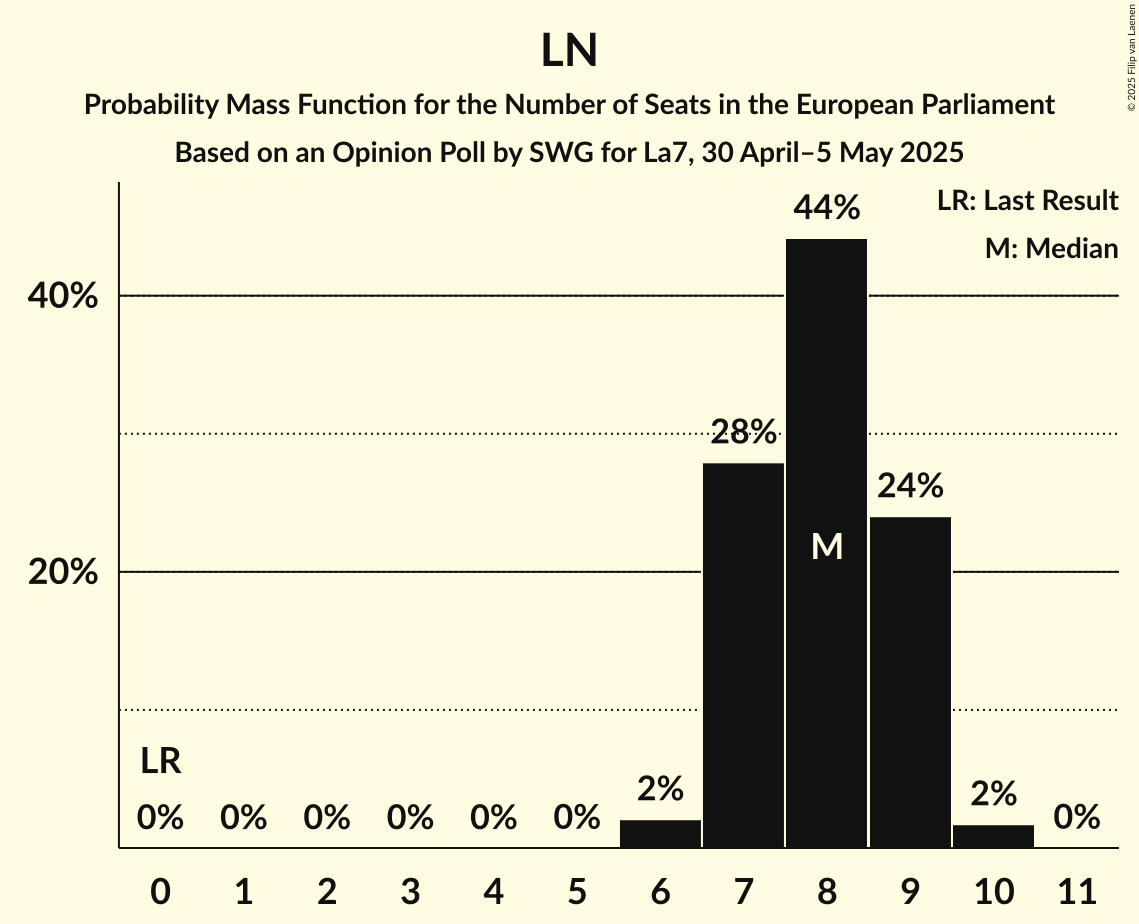 LN
Probability Mass Function for the Number of Seats in the European Parliament
Based on an Opinion Poll by SWG for La7, 30 April–5 May 2025
© 2025 Filip van Laenen
LR: Last Result
M: Median
44%
40%
28%
24%
M
20%
LR
2%
2%
0% 0% 0% 0% 0% 0% 0%
0 1 2 3 4 5 6 7 8 9 10 11